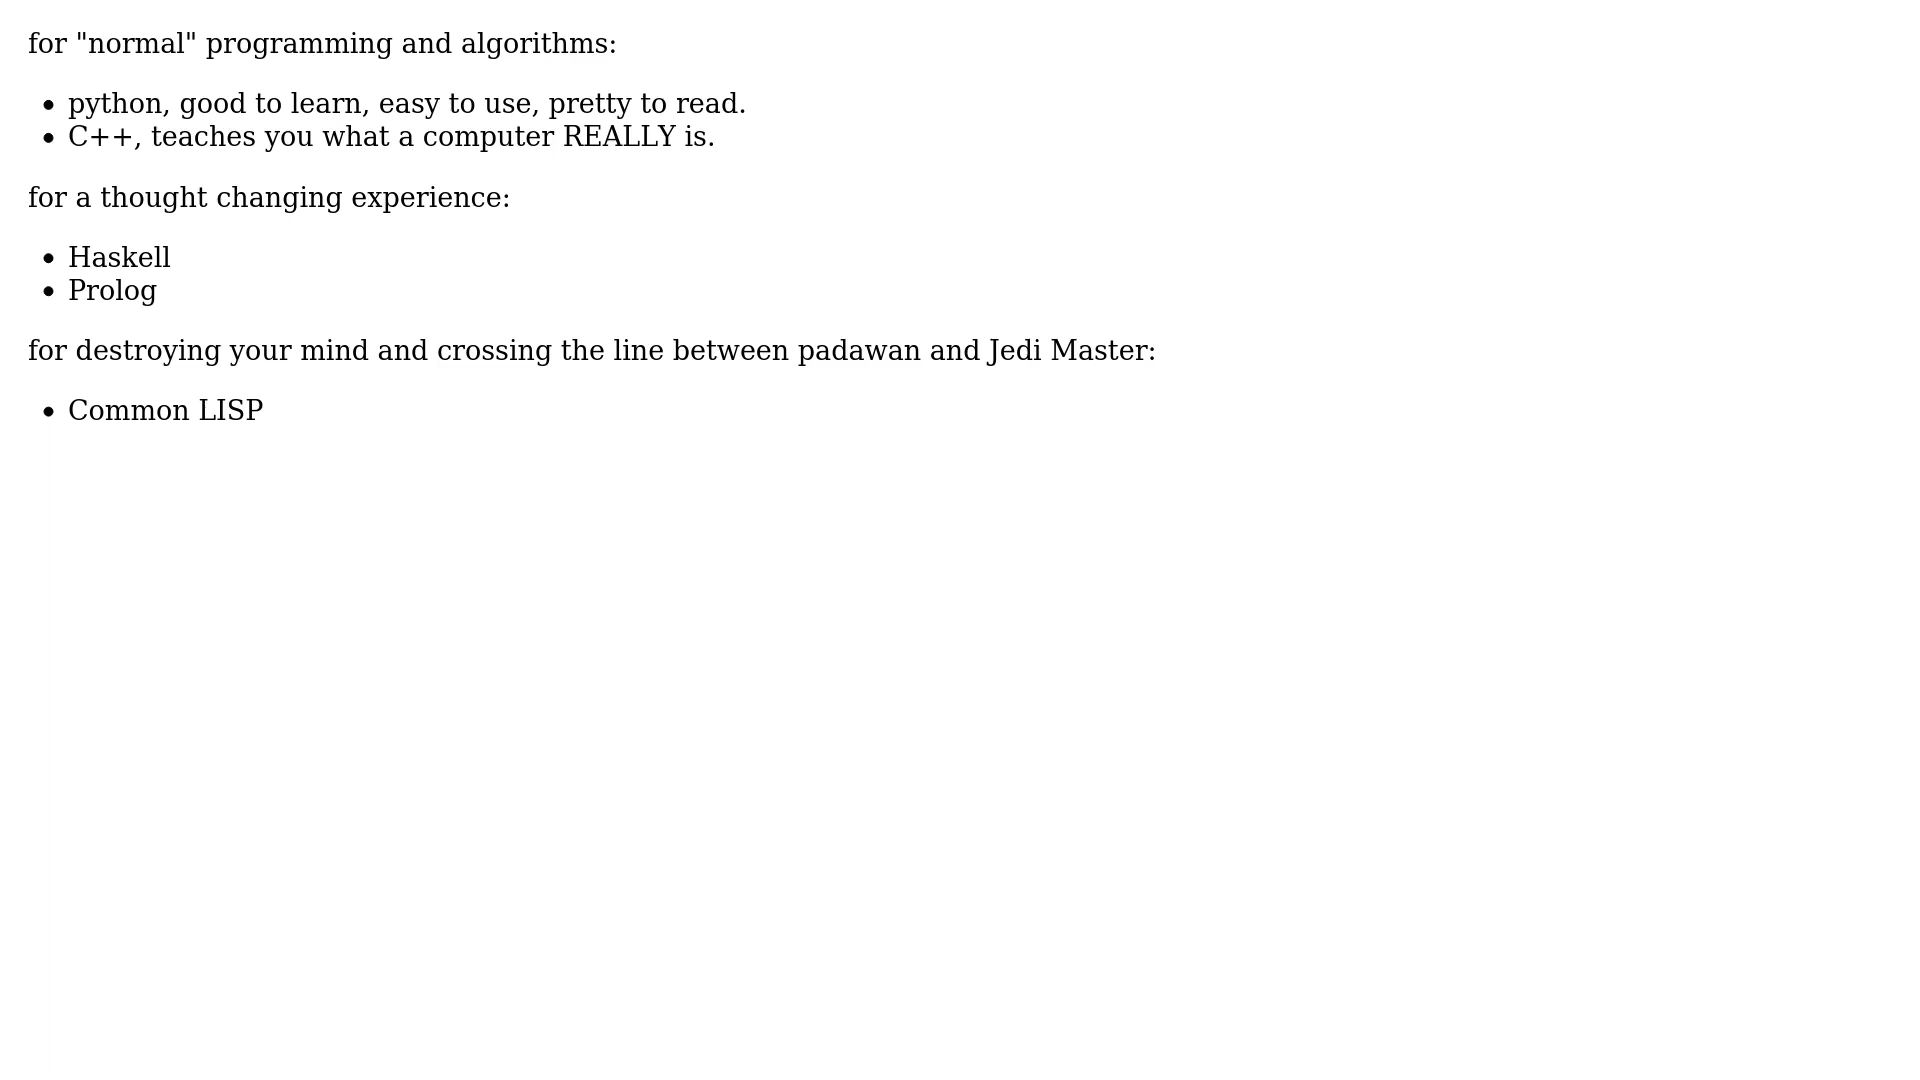 for "normal" programming and algorithms:
• python, good to learn, easy to use, pretty to read.
• C++, teaches you what a computer REALLY is.
for a thought changing experience:
• Haskell
• Prolog
for destroying your mind and crossing the line between padawan and Jedi Master:
• Common LISP